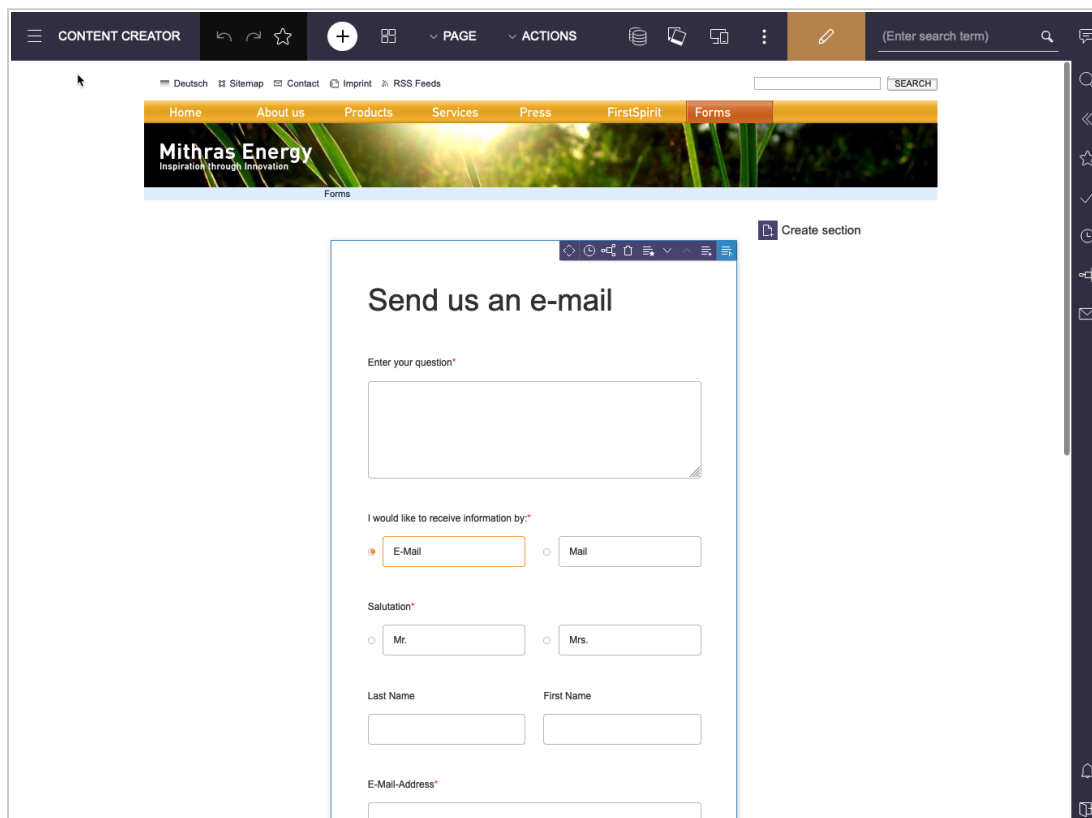 CONTENT CREATOR PAGE ACTIONS (Enter search term)
Deutsch Sitemap Contact Imprint RSS Feeds SEARCH
Home About us Products Services Press FirstSpirit Forms
Mithras Energy
Inspiration through Innovation
Forms
Create section
Send us an e-mail
Enter your question*
I would like to receive information by:*
E-Mail Mail
Salutation*
Mr. Mrs.
Last Name First Name
E-Mail-Address*